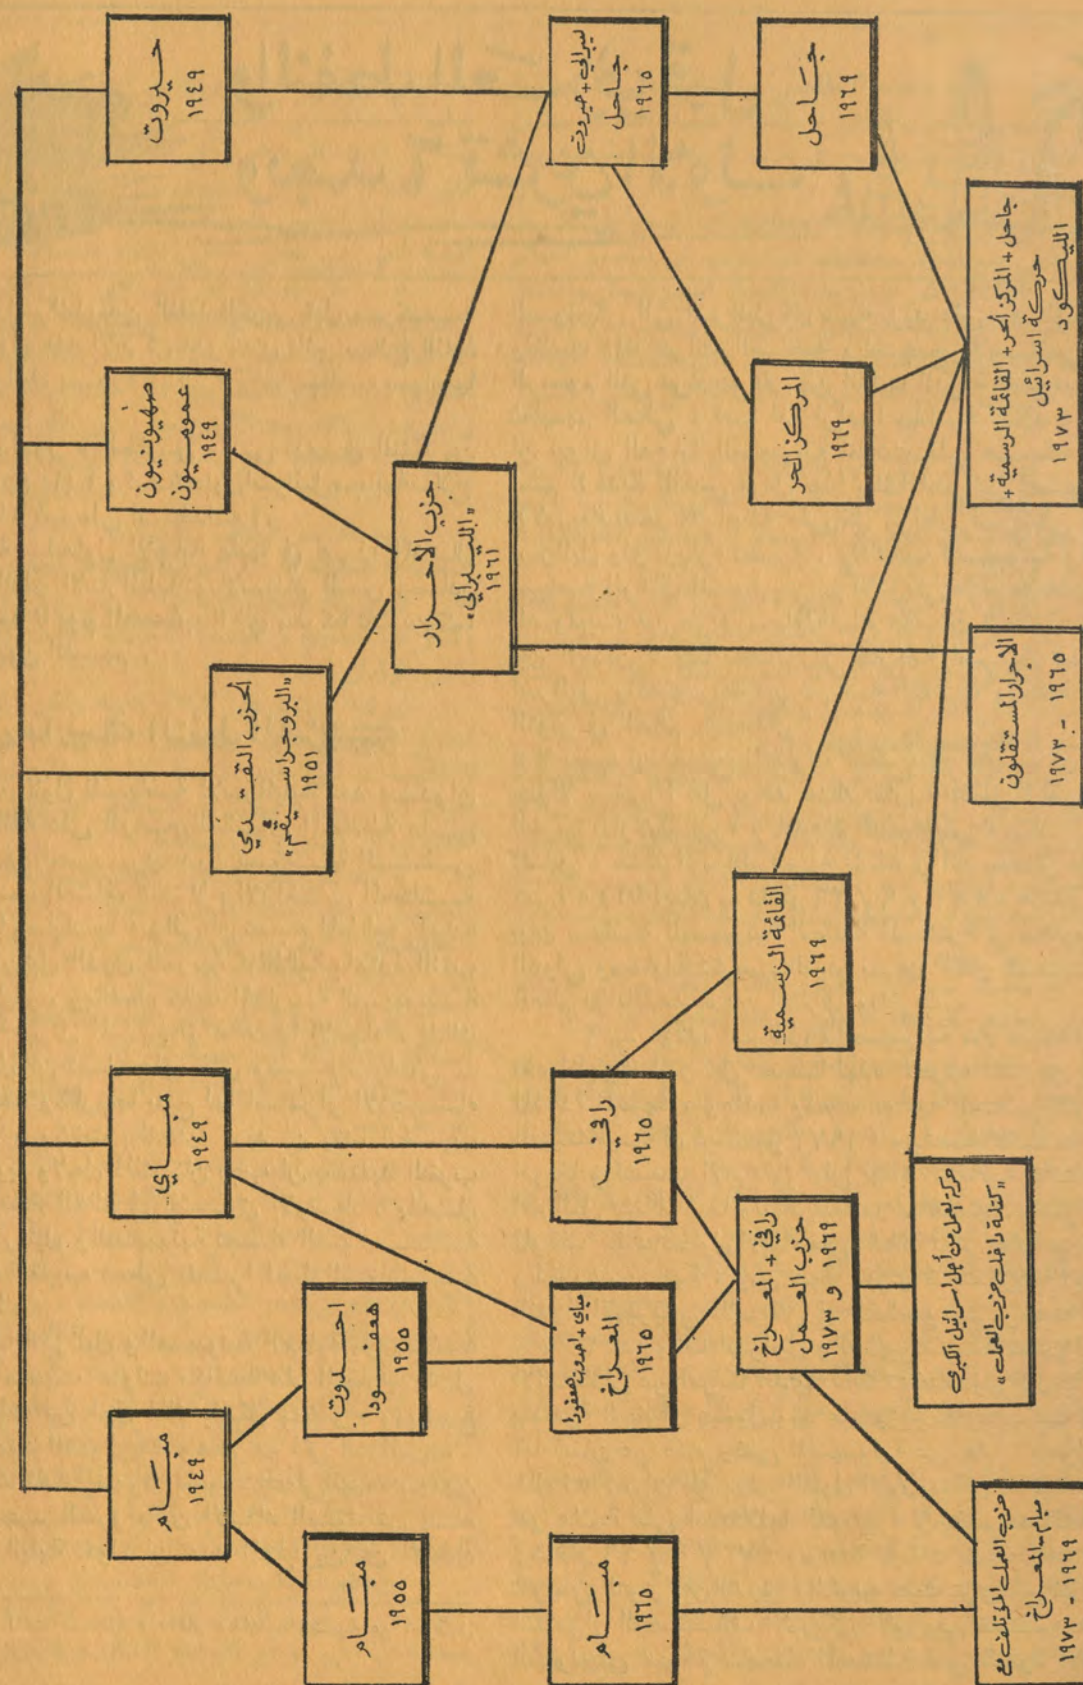 حيروت
١٩٤٩
صهيونيون
عموميون
١٩٤٩
الحزب التقدمي
"البروجراسيڤم"
١٩٥١
مباي
١٩٤٩
مبام
١٩٤٩
احدوت
هعفودا
١٩٥٥
مبام
١٩٥٥
حزب الاحرار
"الليبرالي"
١٩٦١
ليبرالي + حيروت
جاحل
١٩٦٥
رافي
١٩٦٥
مباي + احدوت هعفودا
المعراخ
١٩٦٥
مبام
١٩٦٥
جاحل
١٩٦٩
المركز الحر
١٩٦٩
القائمة الرسمية
١٩٦٩
رافي + المعراخ
حزب العمل
١٩٦٩ و ١٩٧٣
جاحل + المركز الحر + القائمة الرسمية +
حركة اسرائيل
الليكود
١٩٧٣
الاحرار المستقلون
١٩٦٥ - ١٩٧٣
حركة لعمل من أجل اسرائيل الكبرى
"كتلة داخل حزب العمل"
حزب العمل المؤتلف مع
مبام - المعراخ
١٩٦٩ - ١٩٧٣